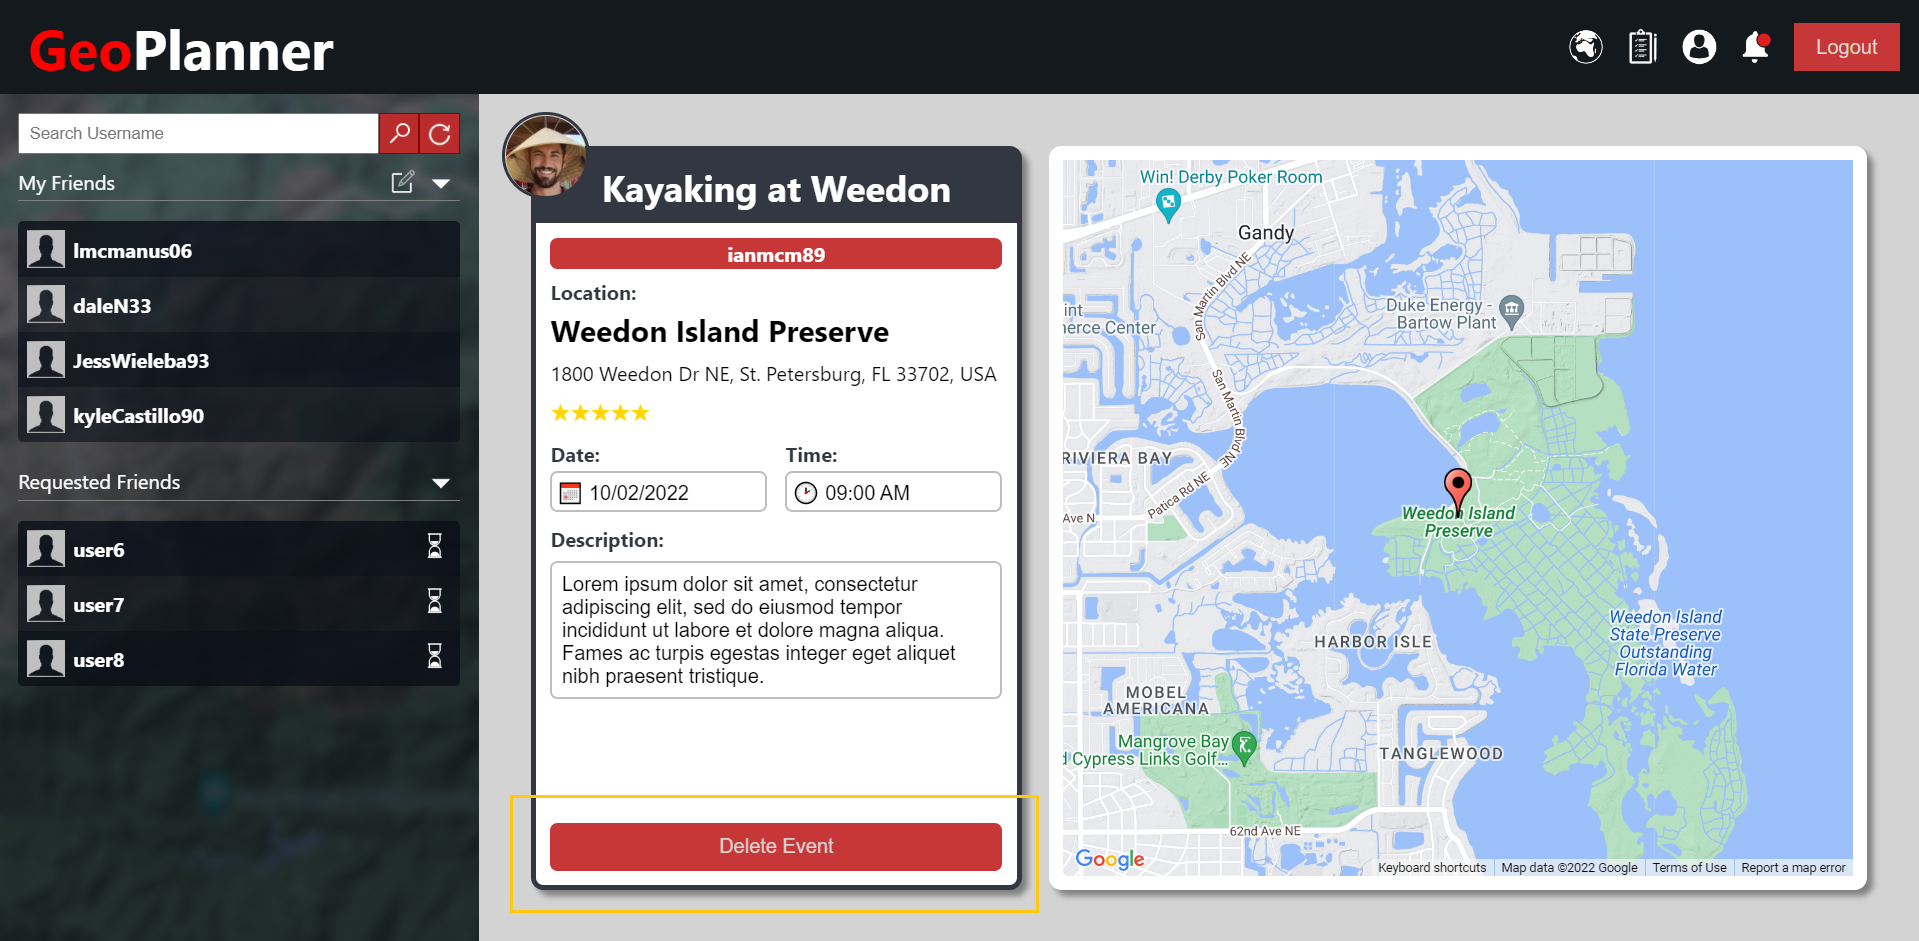 GeoPlanner
Logout
Search Username
My Friends
lmcmanus06
daleN33
JessWieleba93
kyleCastillo90
Requested Friends
user6
user7
user8
Kayaking at Weedon
ianmcm89
Location:
Weedon Island Preserve
1800 Weedon Dr NE, St. Petersburg, FL 33702, USA
Date:
Time:
10/02/2022
09:00 AM
Description:
Lorem ipsum dolor sit amet, consectetur
adipiscing elit, sed do eiusmod tempor
incididunt ut labore et dolore magna aliqua.
Fames ac turpis egestas integer eget aliquet
nibh praesent tristique.
Delete Event
Win! Derby Poker Room
Gandy
San Martin Blvd NE
Duke Energy -
Bartow Plant
int
erce Center
San Martin Blvd NE
RIVIERA BAY
Patica Rd NE
Ave N
Weedon Island
Preserve
Weedon Island
State Preserve
Outstanding
Florida Water
HARBOR ISLE
MOBEL
AMERICANA
Mangrove Bay
d Cypress Links Golf...
TANGLEWOOD
62nd Ave NE
Google
Keyboard shortcuts
Map data ©2022 Google
Terms of Use
Report a map error